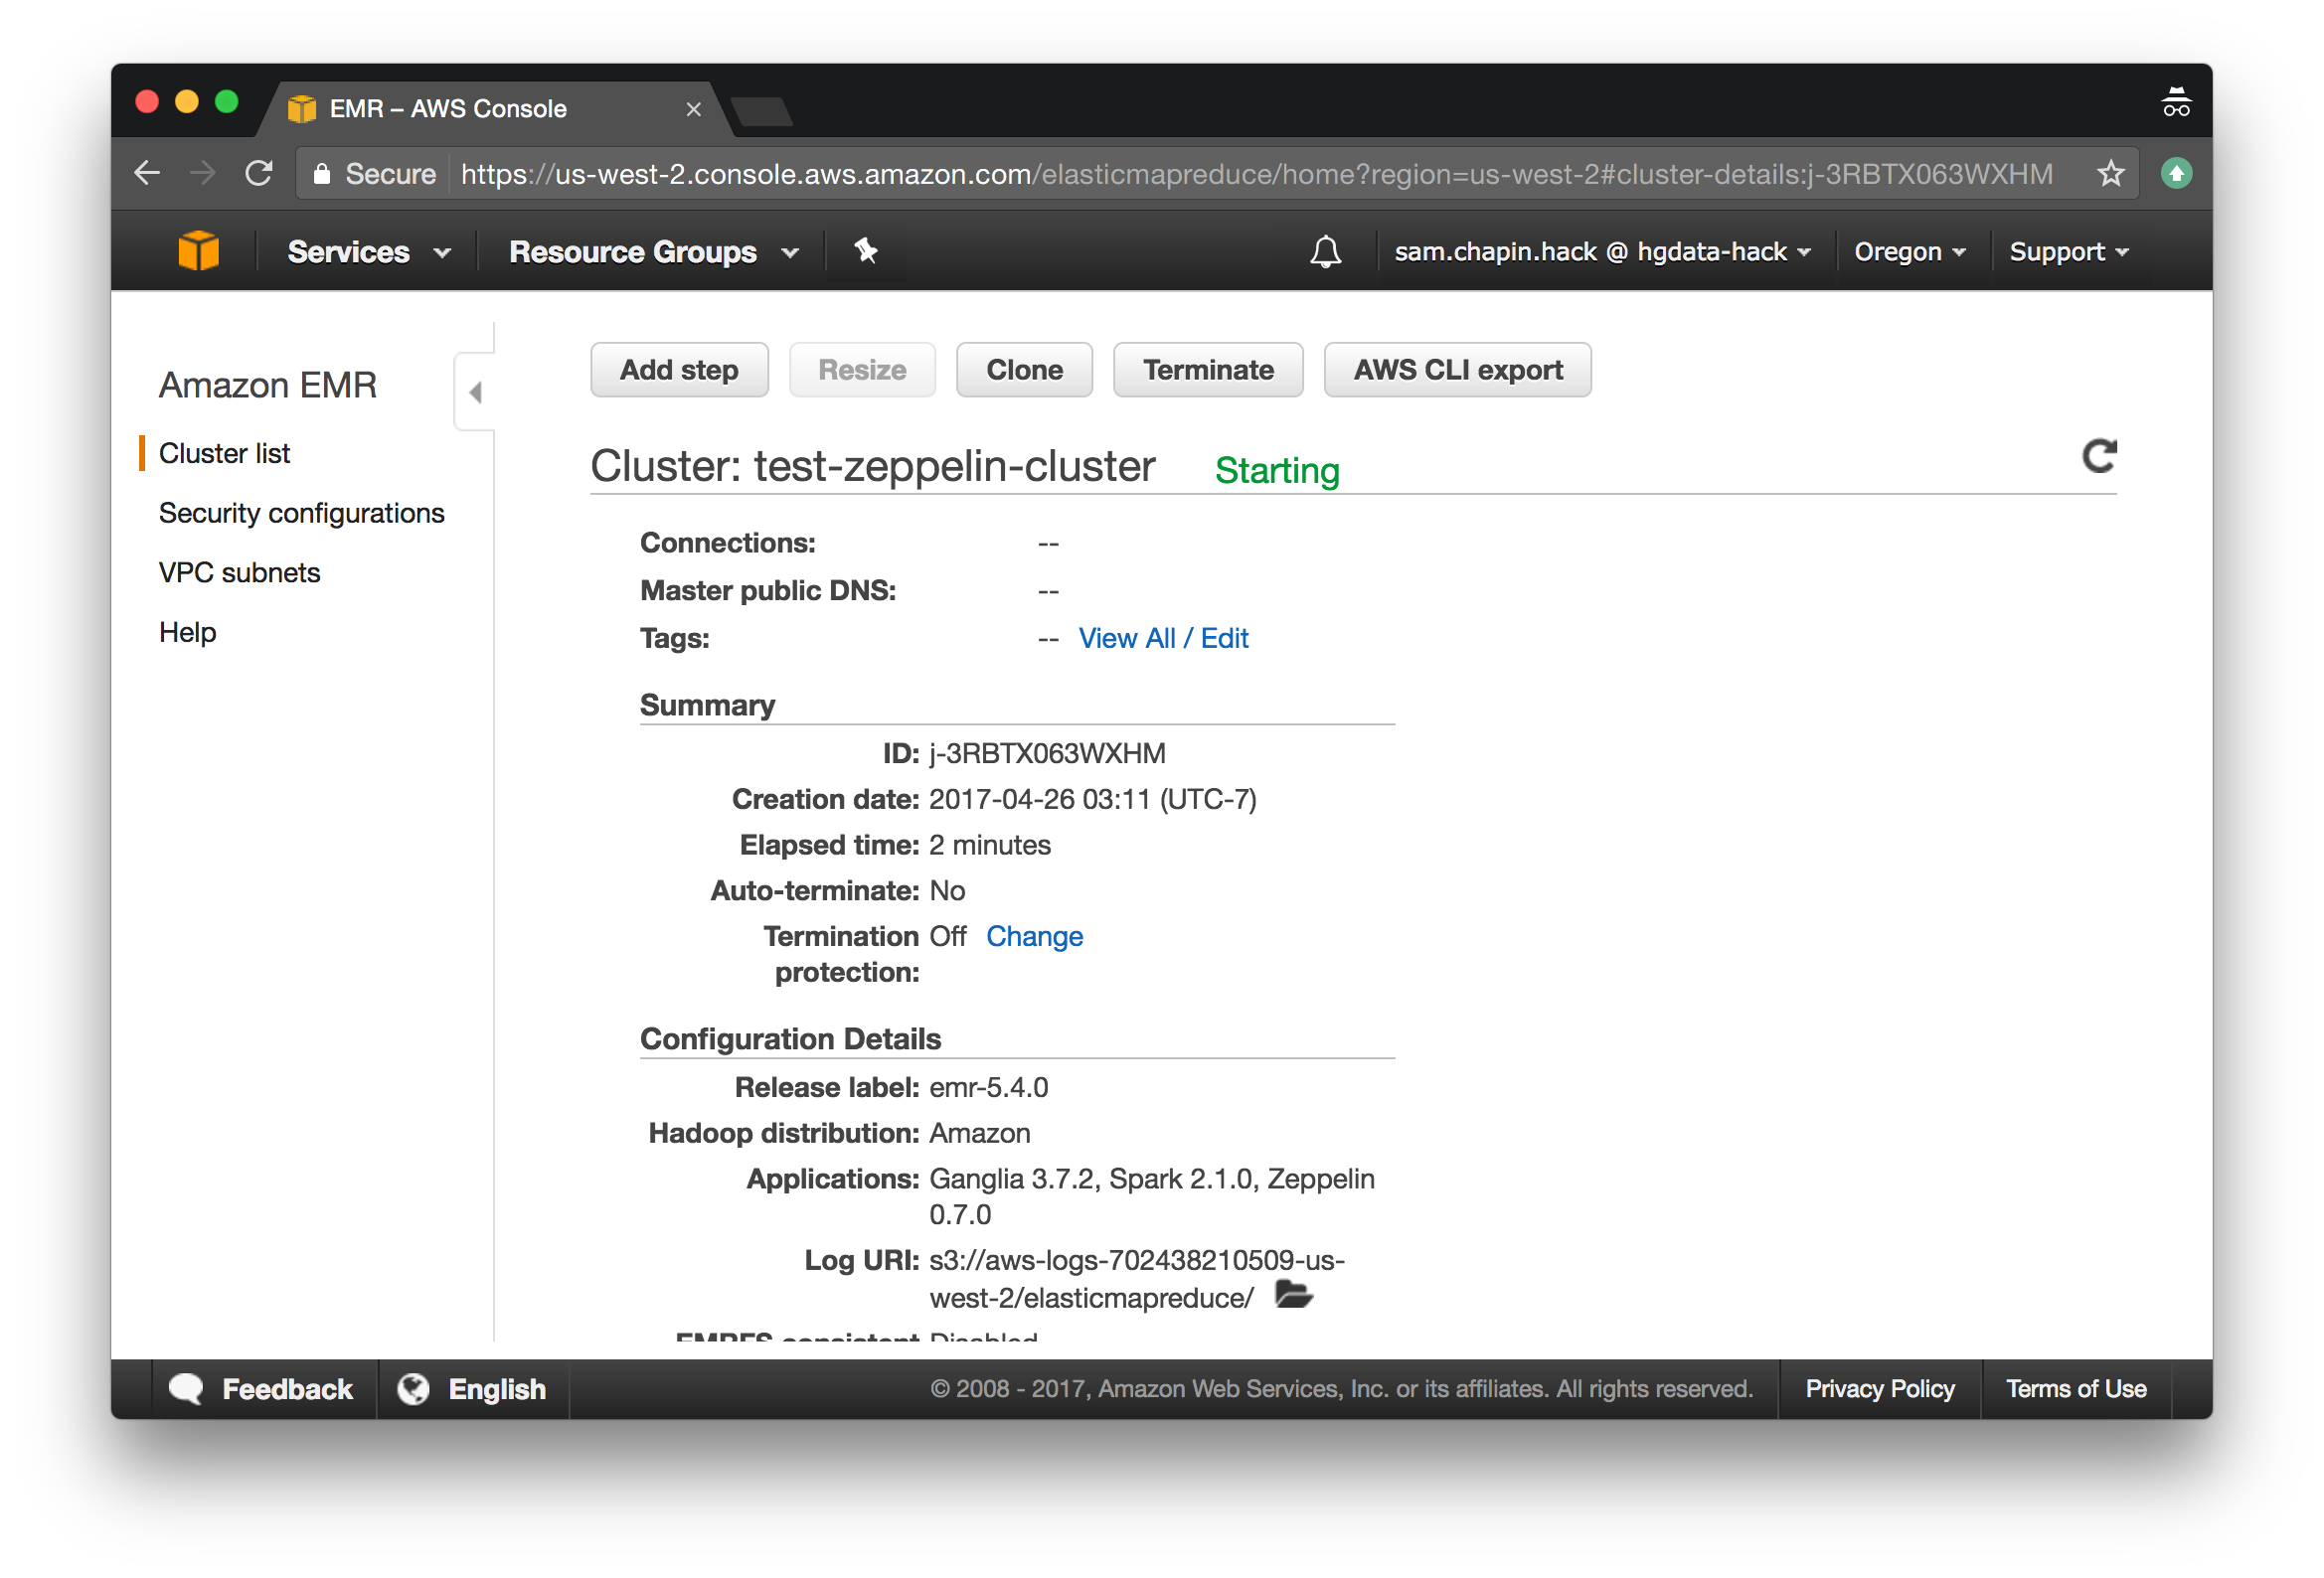 EMR – AWS Console
Secure https://us-west-2.console.aws.amazon.com/elasticmapreduce/home?region=us-west-2#cluster-details:j-3RBTX063WXHM
Services Resource Groups sam.chapin.hack @ hgdata-hack Oregon Support
Amazon EMR
Cluster list
Security configurations
VPC subnets
Help
Add step Resize Clone Terminate AWS CLI export
Cluster: test-zeppelin-cluster Starting
Connections: --
Master public DNS: --
Tags: -- View All / Edit
Summary
ID: j-3RBTX063WXHM
Creation date: 2017-04-26 03:11 (UTC-7)
Elapsed time: 2 minutes
Auto-terminate: No
Termination Off Change
protection:
Configuration Details
Release label: emr-5.4.0
Hadoop distribution: Amazon
Applications: Ganglia 3.7.2, Spark 2.1.0, Zeppelin
0.7.0
Log URI: s3://aws-logs-702438210509-us-
west-2/elasticmapreduce/
EMRFS consistent Disabled
Feedback English © 2008 - 2017, Amazon Web Services, Inc. or its affiliates. All rights reserved. Privacy Policy Terms of Use